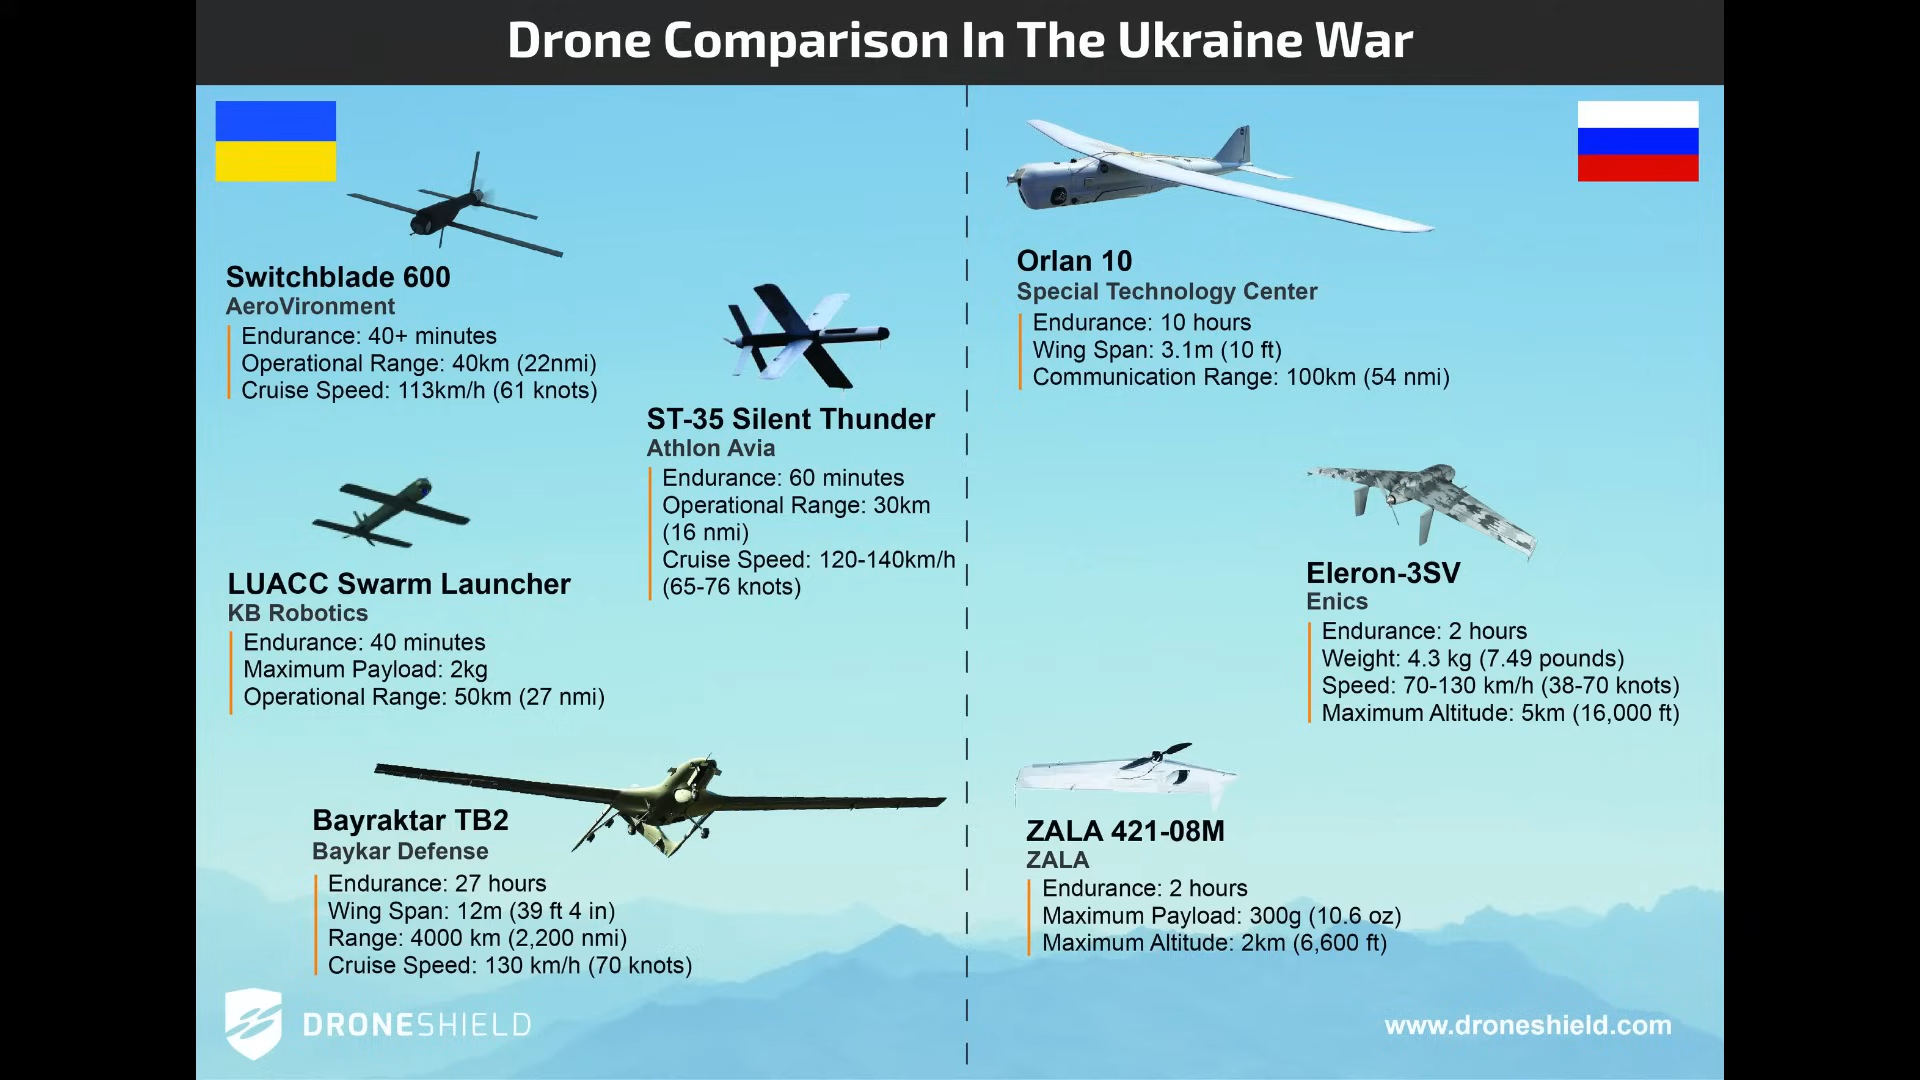 Drone Comparison In The Ukraine War
Switchblade 600
AeroVironment
Endurance: 40+ minutes
Operational Range: 40km (22nmi)
Cruise Speed: 113km/h (61 knots)
ST-35 Silent Thunder
Athlon Avia
Endurance: 60 minutes
Operational Range: 30km
(16 nmi)
Cruise Speed: 120-140km/h
(65-76 knots)
LUACC Swarm Launcher
KB Robotics
Endurance: 40 minutes
Maximum Payload: 2kg
Operational Range: 50km (27 nmi)
Bayraktar TB2
Baykar Defense
Endurance: 27 hours
Wing Span: 12m (39 ft 4 in)
Range: 4000 km (2,200 nmi)
Cruise Speed: 130 km/h (70 knots)
DRONESHIELD
Orlan 10
Special Technology Center
Endurance: 10 hours
Wing Span: 3.1m (10 ft)
Communication Range: 100km (54 nmi)
Eleron-3SV
Enics
Endurance: 2 hours
Weight: 4.3 kg (7.49 pounds)
Speed: 70-130 km/h (38-70 knots)
Maximum Altitude: 5km (16,000 ft)
ZALA 421-08M
ZALA
Endurance: 2 hours
Maximum Payload: 300g (10.6 oz)
Maximum Altitude: 2km (6,600 ft)
www.droneshield.com